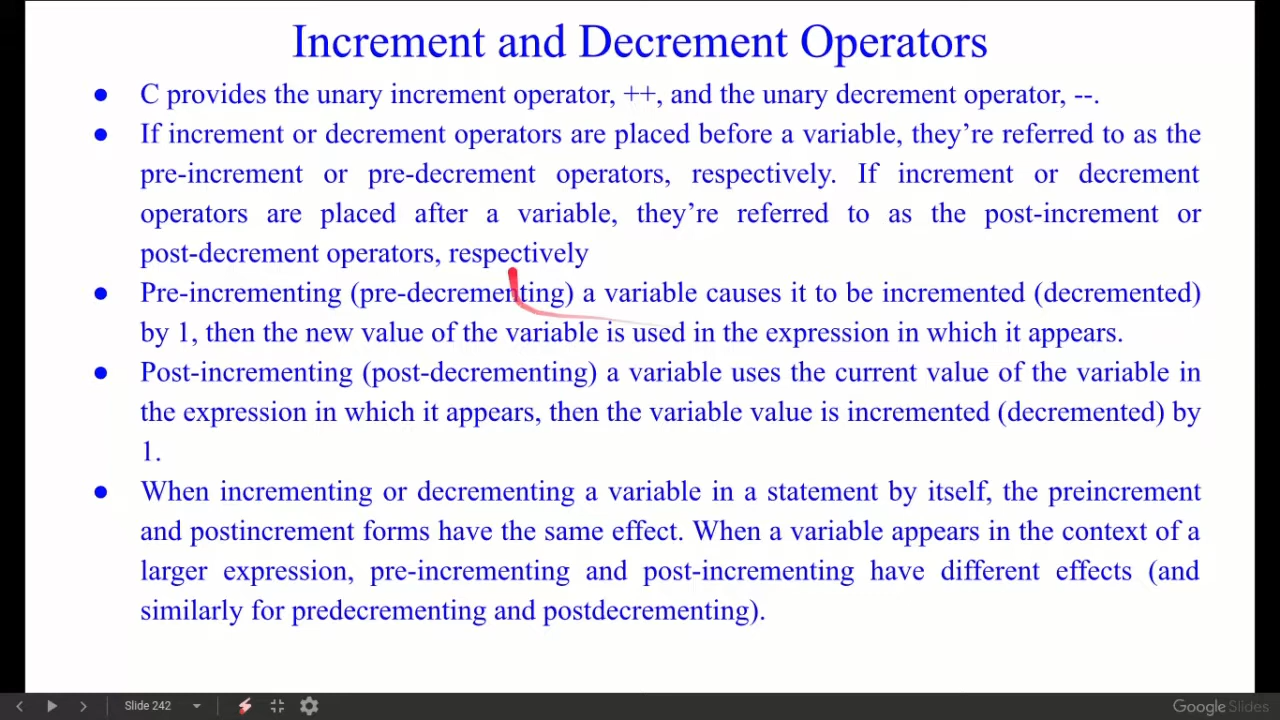 Increment and Decrement Operators
● C provides the unary increment operator, ++, and the unary decrement operator, --.
● If increment or decrement operators are placed before a variable, they’re referred to as the
pre-increment or pre-decrement operators, respectively. If increment or decrement
operators are placed after a variable, they’re referred to as the post-increment or
post-decrement operators, respectively
● Pre-incrementing (pre-decrementing) a variable causes it to be incremented (decremented)
by 1, then the new value of the variable is used in the expression in which it appears.
● Post-incrementing (post-decrementing) a variable uses the current value of the variable in
the expression in which it appears, then the variable value is incremented (decremented) by
1.
● When incrementing or decrementing a variable in a statement by itself, the preincrement
and postincrement forms have the same effect. When a variable appears in the context of a
larger expression, pre-incrementing and post-incrementing have different effects (and
similarly for predecrementing and postdecrementing).
Slide 242
Google Slides